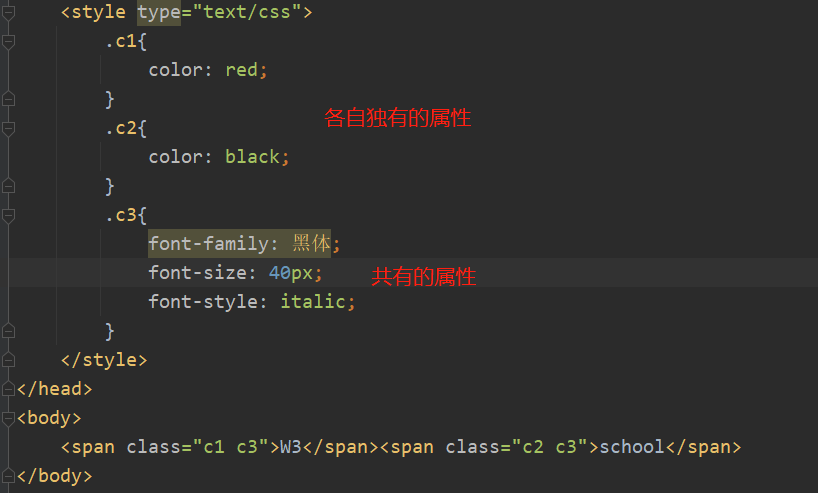 <style type="text/css">
.c1{
color: red;
}
各自独有的属性
.c2{
color: black;
}
.c3{
font-family: 黑体;
font-size: 40px;
共有的属性
font-style: italic;
}
</style>
</head>
<body>
<span class="c1 c3">W3</span><span class="c2 c3">school</span>
</body>